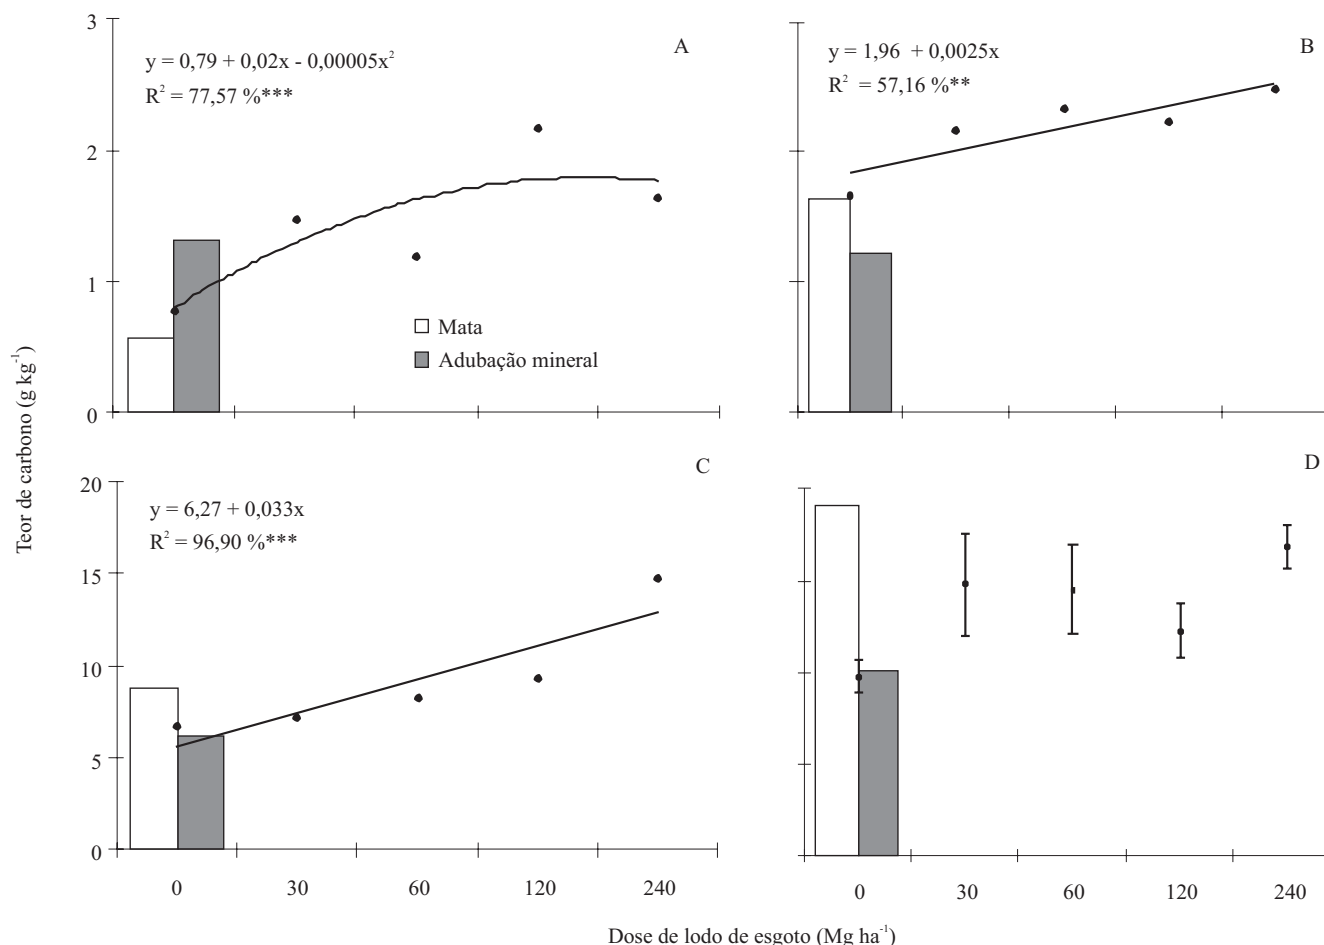 A
y = 0,79 + 0,02x - 0,00005x²
R² = 77,57 %***
3
2
1
0
Mata
Adubação mineral
B
y = 1,96 + 0,0025x
R² = 57,16 %**
Teor de carbono (g kg⁻¹)
C
y = 6,27 + 0,033x
R² = 96,90 %***
20
15
10
5
0
0 30 60 120 240
D
0 30 60 120 240
Dose de lodo de esgoto (Mg ha⁻¹)